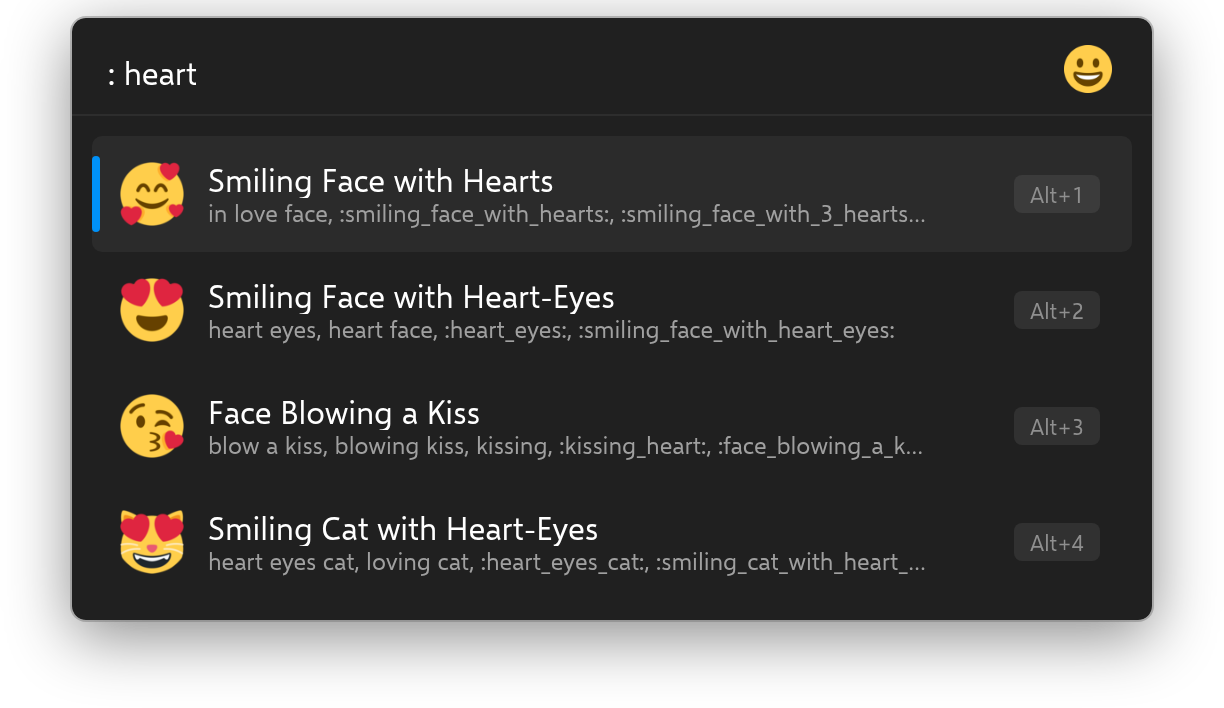 : heart
Smiling Face with Hearts
in love face, :smiling_face_with_hearts:, :smiling_face_with_3_hearts...
Alt+1
Smiling Face with Heart-Eyes
heart eyes, heart face, :heart_eyes:, :smiling_face_with_heart_eyes:
Alt+2
Face Blowing a Kiss
blow a kiss, blowing kiss, kissing, :kissing_heart:, :face_blowing_a_k...
Alt+3
Smiling Cat with Heart-Eyes
heart eyes cat, loving cat, :heart_eyes_cat:, :smiling_cat_with_heart_...
Alt+4